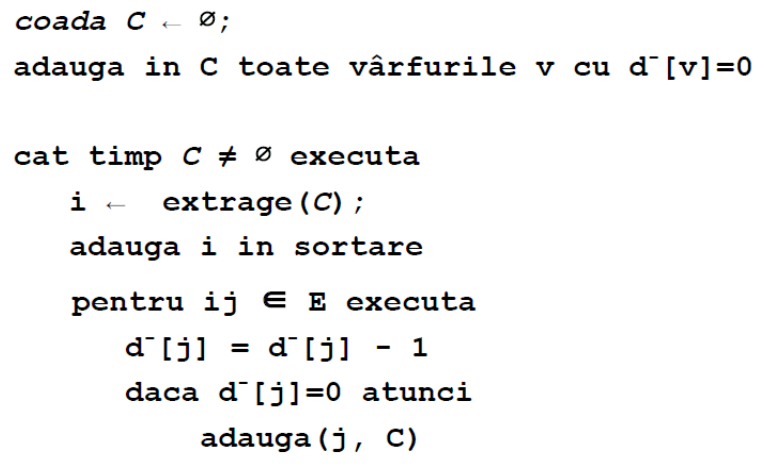 coada C ← ∅;
adauga in C toate vârfurile v cu d⁻[v]=0
cat timp C ≠ ∅ executa
i ← extrage(C);
adauga i in sortare
pentru ij ∈ E executa
d⁻[j] = d⁻[j] - 1
daca d⁻[j]=0 atunci
adauga(j, C)